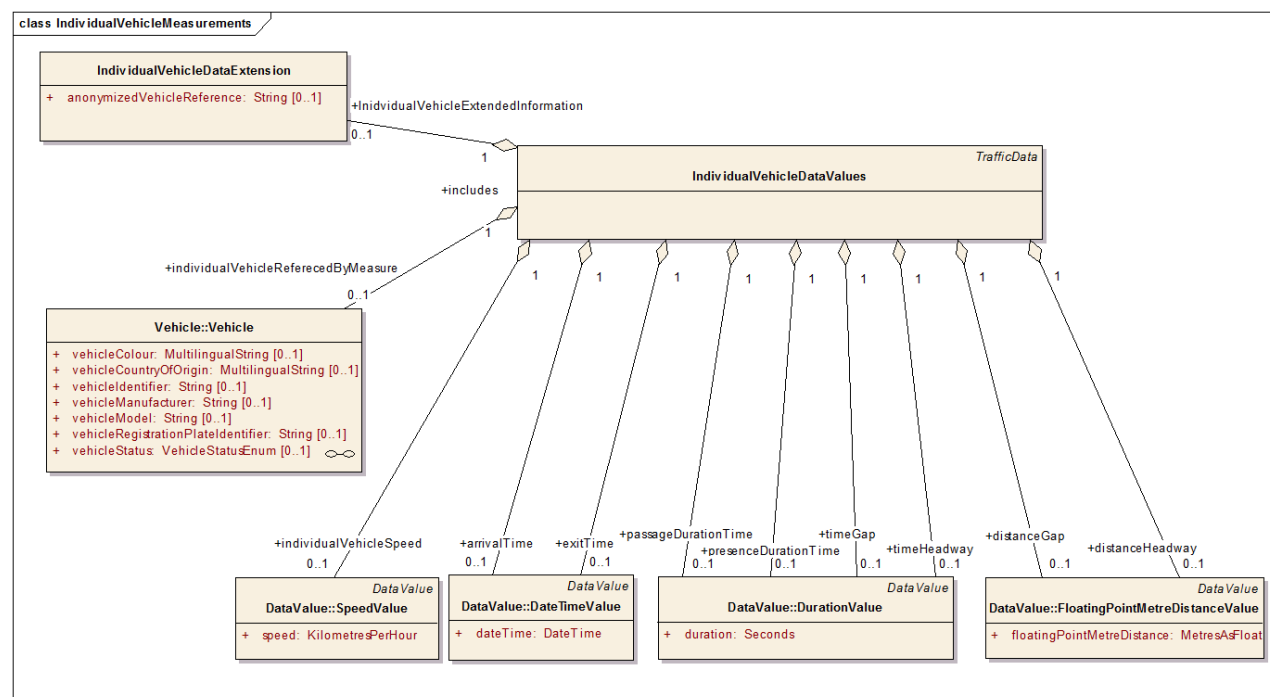 class IndividualVehicleMeasurements
IndividualVehicleDataExtension
+ anonymizedVehicleReference: String [0..1]
+InidvidualVehicleExtendedInformation
0..1
1
TrafficData
IndividualVehicleDataValues
+includes
1
+individualVehicleReferecedByMeasure
0..1
1
1
1
1
1
1
1
1
Vehicle::Vehicle
+ vehicleColour: MultilingualString [0..1]
+ vehicleCountryOfOrigin: MultilingualString [0..1]
+ vehicleIdentifier: String [0..1]
+ vehicleManufacturer: String [0..1]
+ vehicleModel: String [0..1]
+ vehicleRegistrationPlateIdentifier: String [0..1]
+ vehicleStatus: VehicleStatusEnum [0..1]
+individualVehicleSpeed
0..1
+arrivalTime
0..1
+exitTime
0..1
+passageDurationTime
0..1
+presenceDurationTime
0..1
+timeGap
0..1
+timeHeadway
0..1
+distanceGap
0..1
+distanceHeadway
0..1
DataValue
DataValue::SpeedValue
+ speed: KilometresPerHour
DataValue
DataValue::DateTimeValue
+ dateTime: DateTime
DataValue
DataValue::DurationValue
+ duration: Seconds
DataValue
DataValue::FloatingPointMetreDistanceValue
+ floatingPointMetreDistance: MetresAsFloat